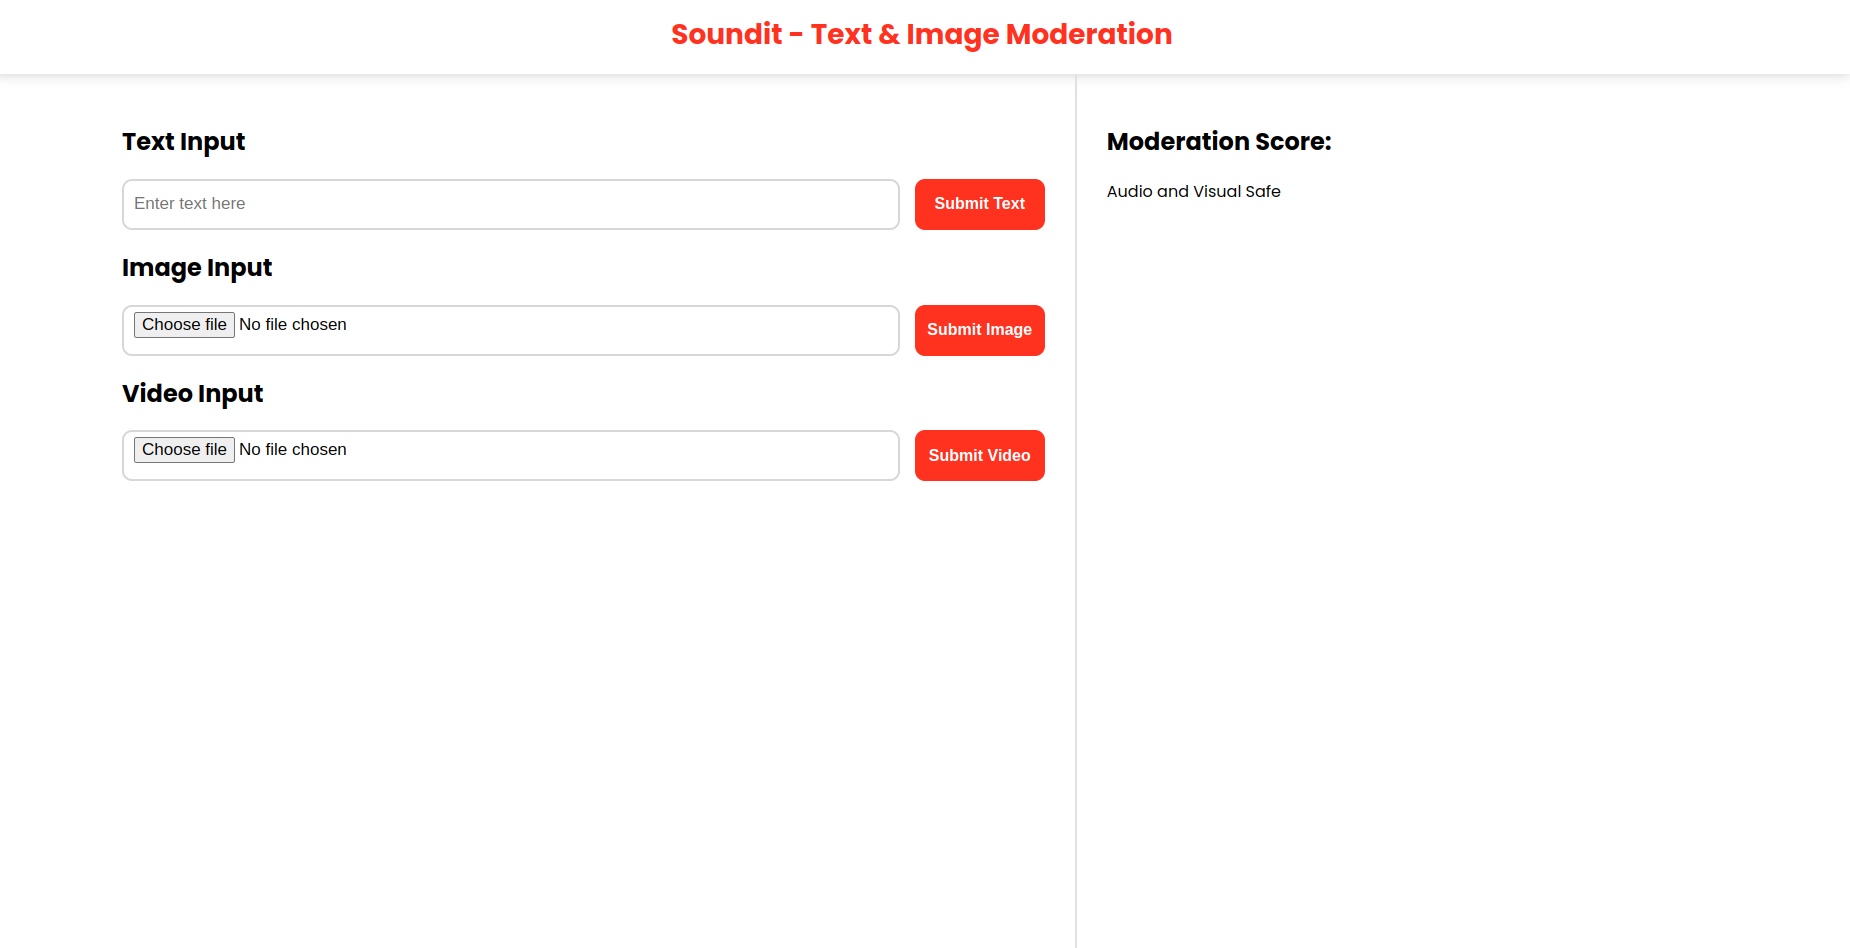 Soundit - Text & Image Moderation
Text Input
Enter text here
Submit Text
Image Input
Choose file No file chosen
Submit Image
Video Input
Choose file No file chosen
Submit Video
Moderation Score:
Audio and Visual Safe